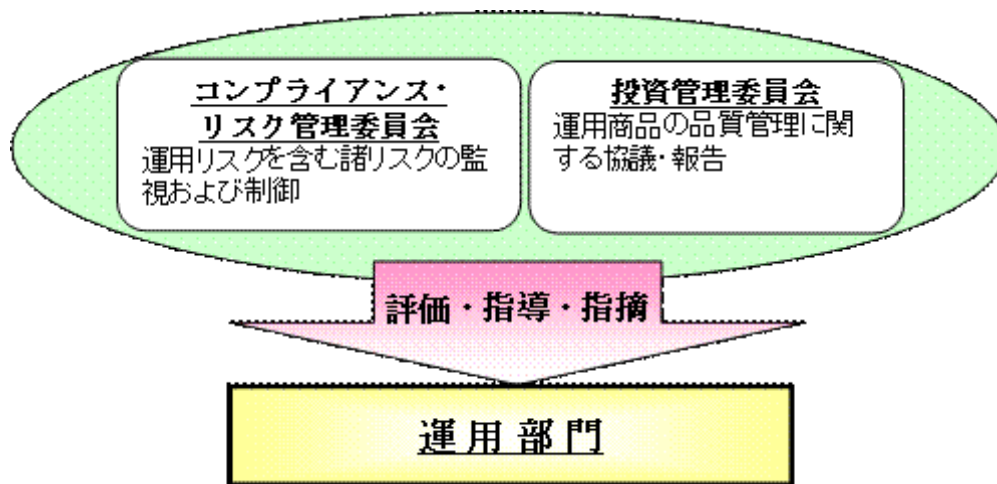 コンプライアンス・
リスク管理委員会
運用リスクを含む諸リスクの監
視および制御
投資管理委員会
運用商品の品質管理に関
する協議・報告
評価・指導・指摘
運用部門